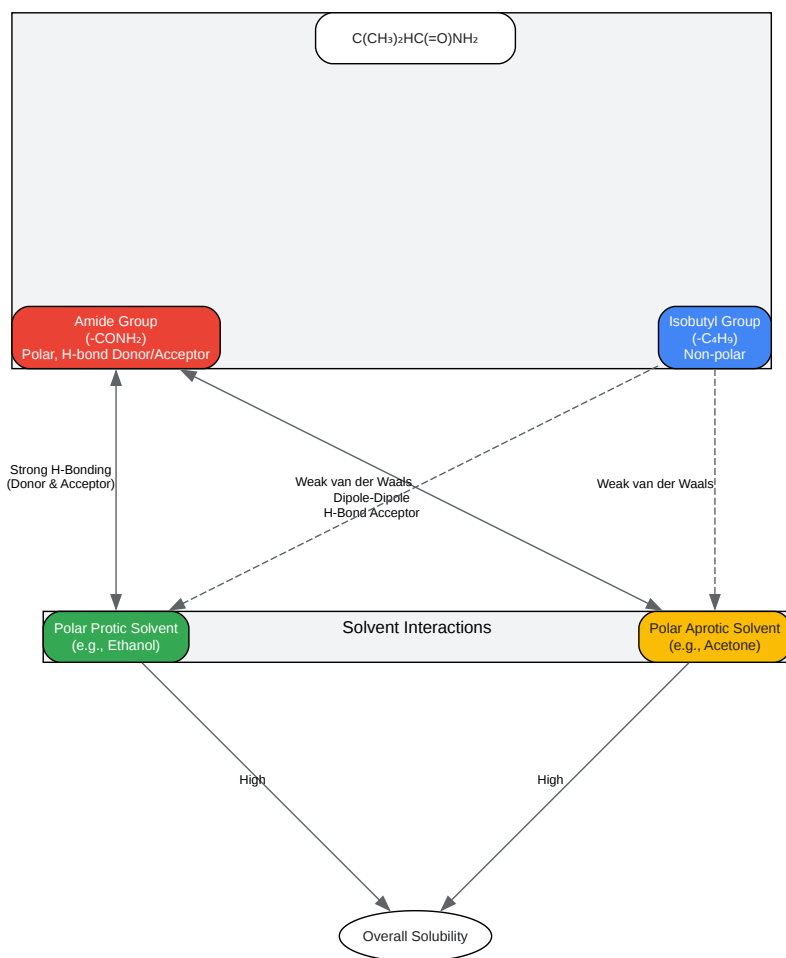 C(CH₃)₂HC(=O)NH₂
Amide Group
(-CONH₂)
Polar, H-bond Donor/Acceptor
Isobutyl Group
(-C₄H₉)
Non-polar
Strong H-Bonding
(Donor & Acceptor)
Weak van der Waals
Dipole-Dipole
H-Bond Acceptor
Weak van der Waals
Polar Protic Solvent
(e.g., Ethanol)
Solvent Interactions
Polar Aprotic Solvent
(e.g., Acetone)
High
High
Overall Solubility